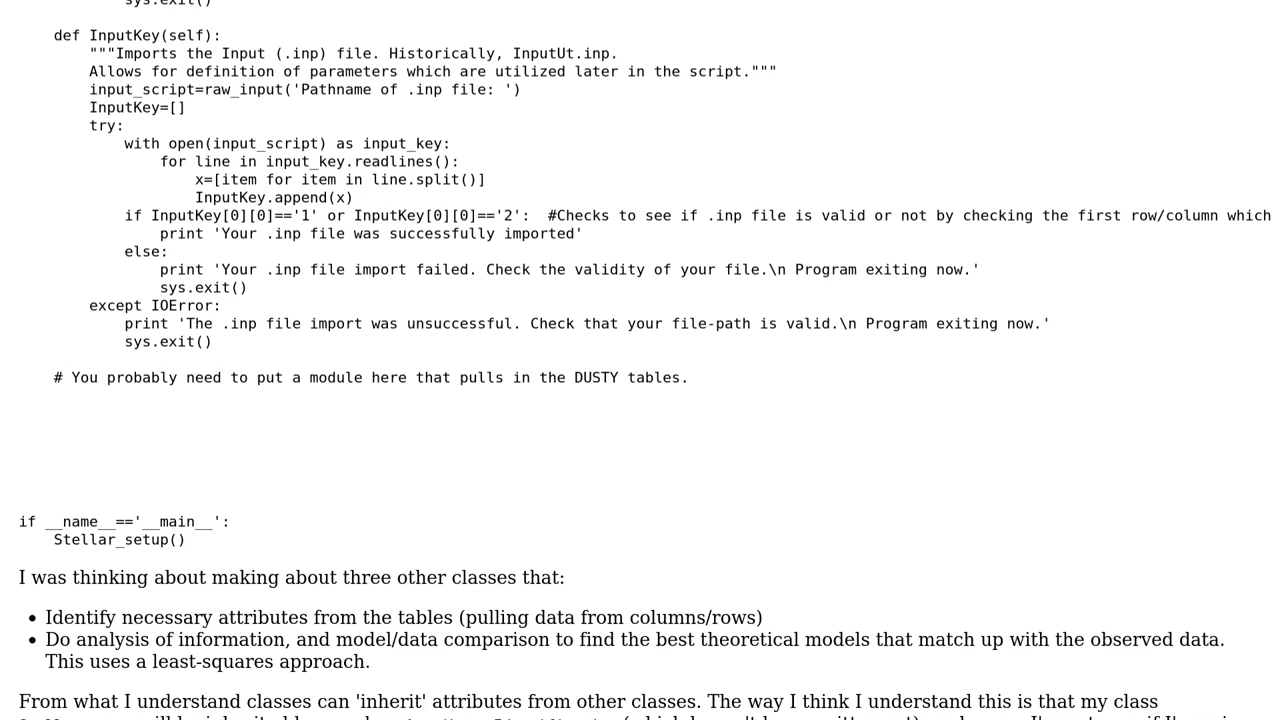 sys.exit()
def InputKey(self):
"""Imports the Input (.inp) file. Historically, InputUt.inp.
Allows for definition of parameters which are utilized later in the script."""
input_script=raw_input('Pathname of .inp file: ')
InputKey=[]
try:
with open(input_script) as input_key:
for line in input_key.readlines():
x=[item for item in line.split()]
InputKey.append(x)
if InputKey[0][0]=='1' or InputKey[0][0]=='2':  #Checks to see if .inp file is valid or not by checking the first row/column which
print 'Your .inp file was successfully imported'
else:
print 'Your .inp file import failed. Check the validity of your file.\n Program exiting now.'
sys.exit()
except IOError:
print 'The .inp file import was unsuccessful. Check that your file-path is valid.\n Program exiting now.'
sys.exit()
# You probably need to put a module here that pulls in the DUSTY tables.
if __name__=='__main__':
Stellar_setup()
I was thinking about making about three other classes that:
• Identify necessary attributes from the tables (pulling data from columns/rows)
• Do analysis of information, and model/data comparison to find the best theoretical models that match up with the observed data.
This uses a least-squares approach.
From what I understand classes can 'inherit' attributes from other classes. The way I think I understand this is that my class